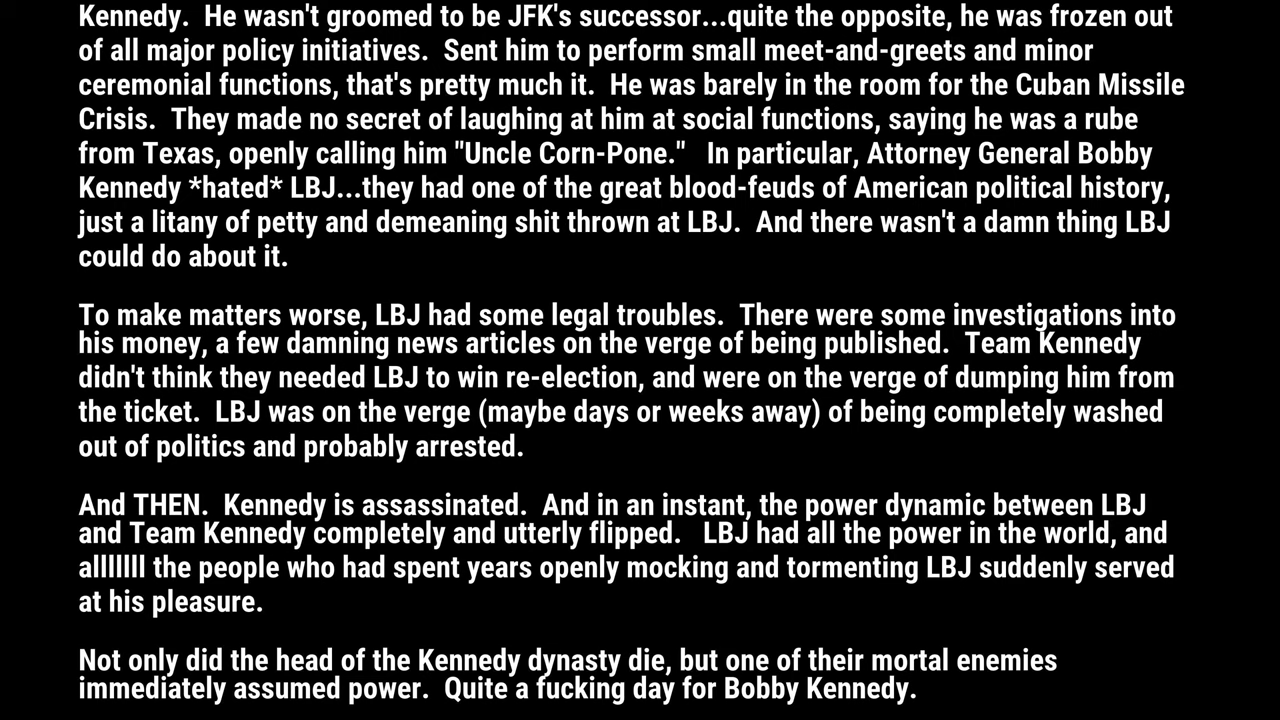 Kennedy.  He wasn't groomed to be JFK's successor...quite the opposite, he was frozen out
of all major policy initiatives.  Sent him to perform small meet-and-greets and minor
ceremonial functions, that's pretty much it.  He was barely in the room for the Cuban Missile
Crisis.  They made no secret of laughing at him at social functions, saying he was a rube
from Texas, openly calling him "Uncle Corn-Pone."   In particular, Attorney General Bobby
Kennedy *hated* LBJ...they had one of the great blood-feuds of American political history,
just a litany of petty and demeaning shit thrown at LBJ.  And there wasn't a damn thing LBJ
could do about it.
To make matters worse, LBJ had some legal troubles.  There were some investigations into
his money, a few damning news articles on the verge of being published.  Team Kennedy
didn't think they needed LBJ to win re-election, and were on the verge of dumping him from
the ticket.  LBJ was on the verge (maybe days or weeks away) of being completely washed
out of politics and probably arrested.
And THEN.  Kennedy is assassinated.  And in an instant, the power dynamic between LBJ
and Team Kennedy completely and utterly flipped.   LBJ had all the power in the world, and
alllllll the people who had spent years openly mocking and tormenting LBJ suddenly served
at his pleasure.
Not only did the head of the Kennedy dynasty die, but one of their mortal enemies
immediately assumed power.  Quite a fucking day for Bobby Kennedy.